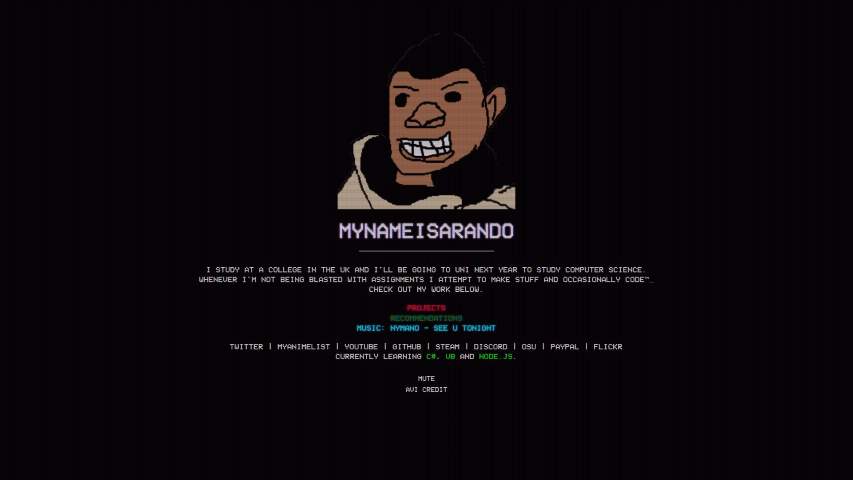 MYNAMEISARANDO
I STUDY AT A COLLEGE IN THE UK AND I'LL BE GOING TO UNI NEXT YEAR TO STUDY COMPUTER SCIENCE.
WHENEVER I'M NOT BEING BLASTED WITH ASSIGNMENTS I ATTEMPT TO MAKE STUFF AND OCCASIONALLY CODE™.
CHECK OUT MY WORK BELOW.
PROJECTS
RECOMMENDATIONS
MUSIC: NYMANO - SEE U TONIGHT
TWITTER | MYANIMELIST | YOUTUBE | GITHUB | STEAM | DISCORD | OSU | PAYPAL | FLICKR
CURRENTLY LEARNING C#, VB AND NODE.JS.
MUTE
AVI CREDIT